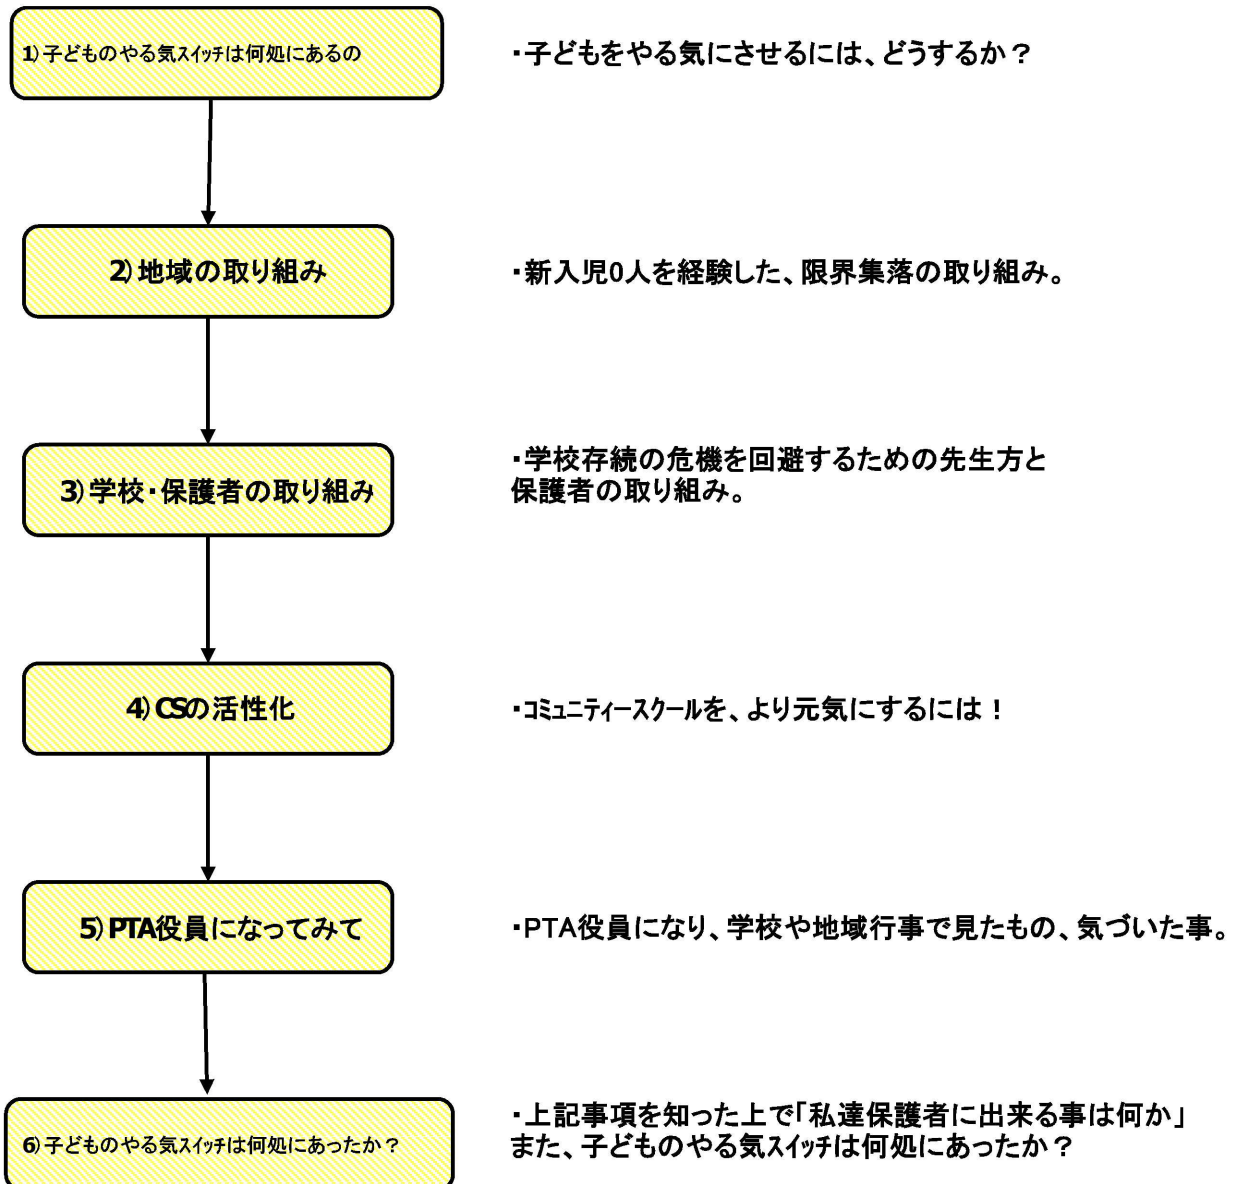 1)子どものやる気ｽｲｯﾁは何処にあるの
・子どもをやる気にさせるには、どうするか？
2)地域の取り組み
・新入児0人を経験した、限界集落の取り組み。
3)学校・保護者の取り組み
・学校存続の危機を回避するための先生方と
保護者の取り組み。
4)CSの活性化
・ｺﾐｭﾆﾃｨｰｽｸｰﾙを、より元気にするには！
5)PTA役員になってみて
・PTA役員になり、学校や地域行事で見たもの、気づいた事。
6)子どものやる気ｽｲｯﾁは何処にあったか？
・上記事項を知った上で「私達保護者に出来る事は何か」
また、子どものやる気ｽｲｯﾁは何処にあったか？